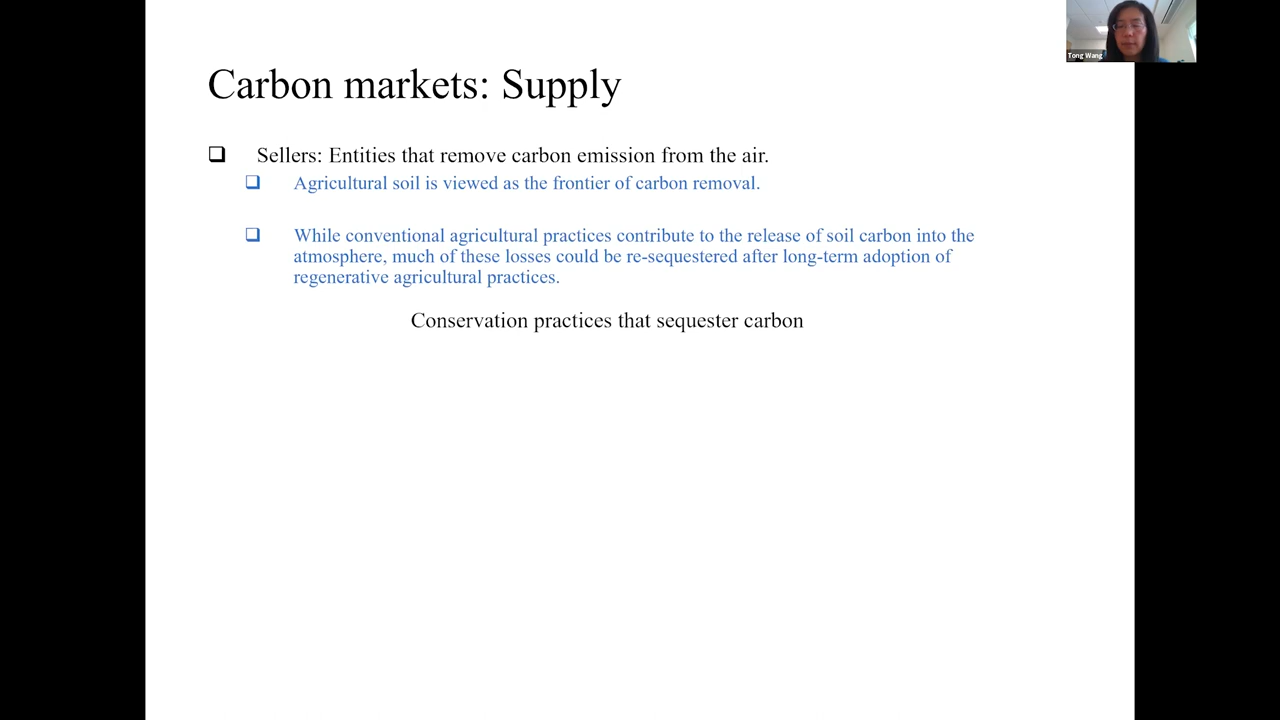 Tong Wang
Carbon markets: Supply
❑ Sellers: Entities that remove carbon emission from the air.
❑ Agricultural soil is viewed as the frontier of carbon removal.
❑ While conventional agricultural practices contribute to the release of soil carbon into the
atmosphere, much of these losses could be re-sequestered after long-term adoption of
regenerative agricultural practices.
Conservation practices that sequester carbon